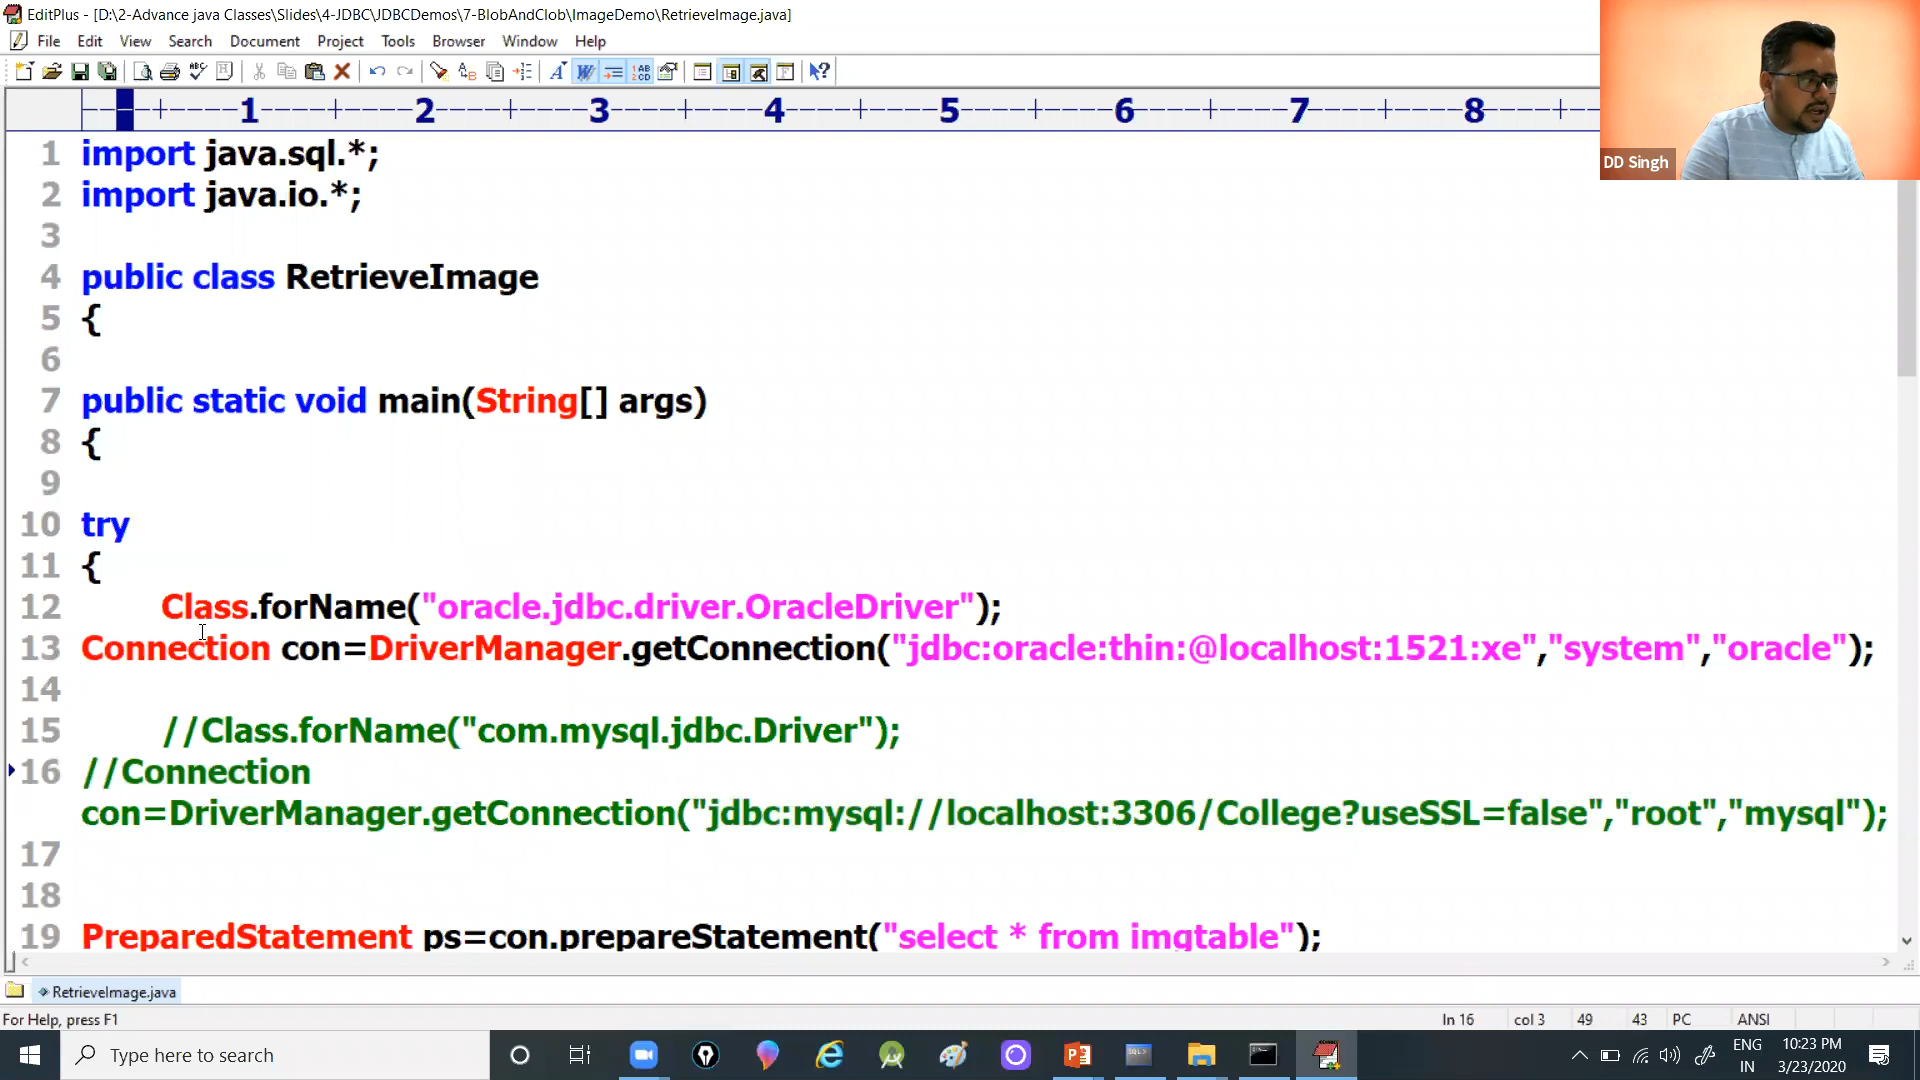 EditPlus - [D:\2-Advance java Classes\Slides\4-JDBC\JDBCDemos\7-BlobAndClob\ImageDemo\RetrieveImage.java]
File Edit View Search Document Project Tools Browser Window Help
1 2 3 4 5 6 7 8
DD Singh
1 import java.sql.*;
2 import java.io.*;
3
4 public class RetrieveImage
5 {
6
7 public static void main(String[] args)
8 {
9
10 try
11 {
12 Class.forName("oracle.jdbc.driver.OracleDriver");
13 Connection con=DriverManager.getConnection("jdbc:oracle:thin:@localhost:1521:xe","system","oracle");
14
15 //Class.forName("com.mysql.jdbc.Driver");
16 //Connection
con=DriverManager.getConnection("jdbc:mysql://localhost:3306/College?useSSL=false","root","mysql");
17
18
19 PreparedStatement ps=con.prepareStatement("select * from imgtable");
RetrieveImage.java
For Help, press F1 ln 16 col 3 49 43 PC ANSI
Type here to search
ENG
IN
10:23 PM
3/23/2020